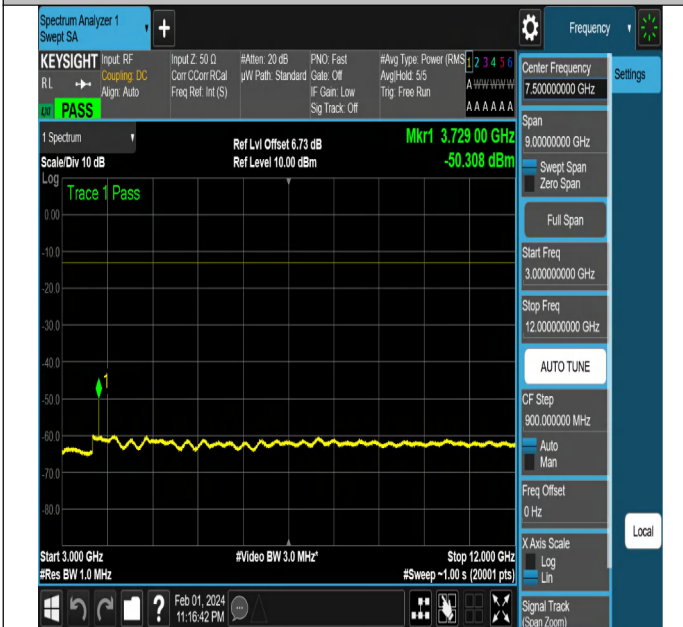 Spectrum Analyzer 1
Swept SA
+
Frequency
KEYSIGHT
RL
LXI
PASS
Input: RF
Coupling: DC
Align: Auto
Input Z: 50 Ω
Corr CCorr RCal
Freq Ref: Int (S)
#Atten: 20 dB
µW Path: Standard
PNO: Fast
Gate: Off
IF Gain: Low
Sig Track: Off
#Avg Type: Power (RMS
Avg|Hold: 5/5
Trig: Free Run
1 2 3 4 5 6
A W W W W W
A A A A A A
1 Spectrum
Scale/Div 10 dB
Log
Ref Lvl Offset 6.73 dB
Ref Level 10.00 dBm
Mkr1 3.729 00 GHz
-50.308 dBm
Trace 1 Pass
0.00
-10.0
-20.0
-30.0
-40.0
-50.0
-60.0
-70.0
-80.0
1
Start 3.000 GHz
#Res BW 1.0 MHz
#Video BW 3.0 MHz*
Stop 12.000 GHz
#Sweep ~1.00 s (20001 pts)
?
Feb 01, 2024
11:16:42 PM
Center Frequency
7.500000000 GHz
Span
9.00000000 GHz
Swept Span
Zero Span
Full Span
Start Freq
3.000000000 GHz
Stop Freq
12.000000000 GHz
AUTO TUNE
CF Step
900.000000 MHz
Auto
Man
Freq Offset
0 Hz
X Axis Scale
Log
Lin
Signal Track
(Span Zoom)
Settings
Local